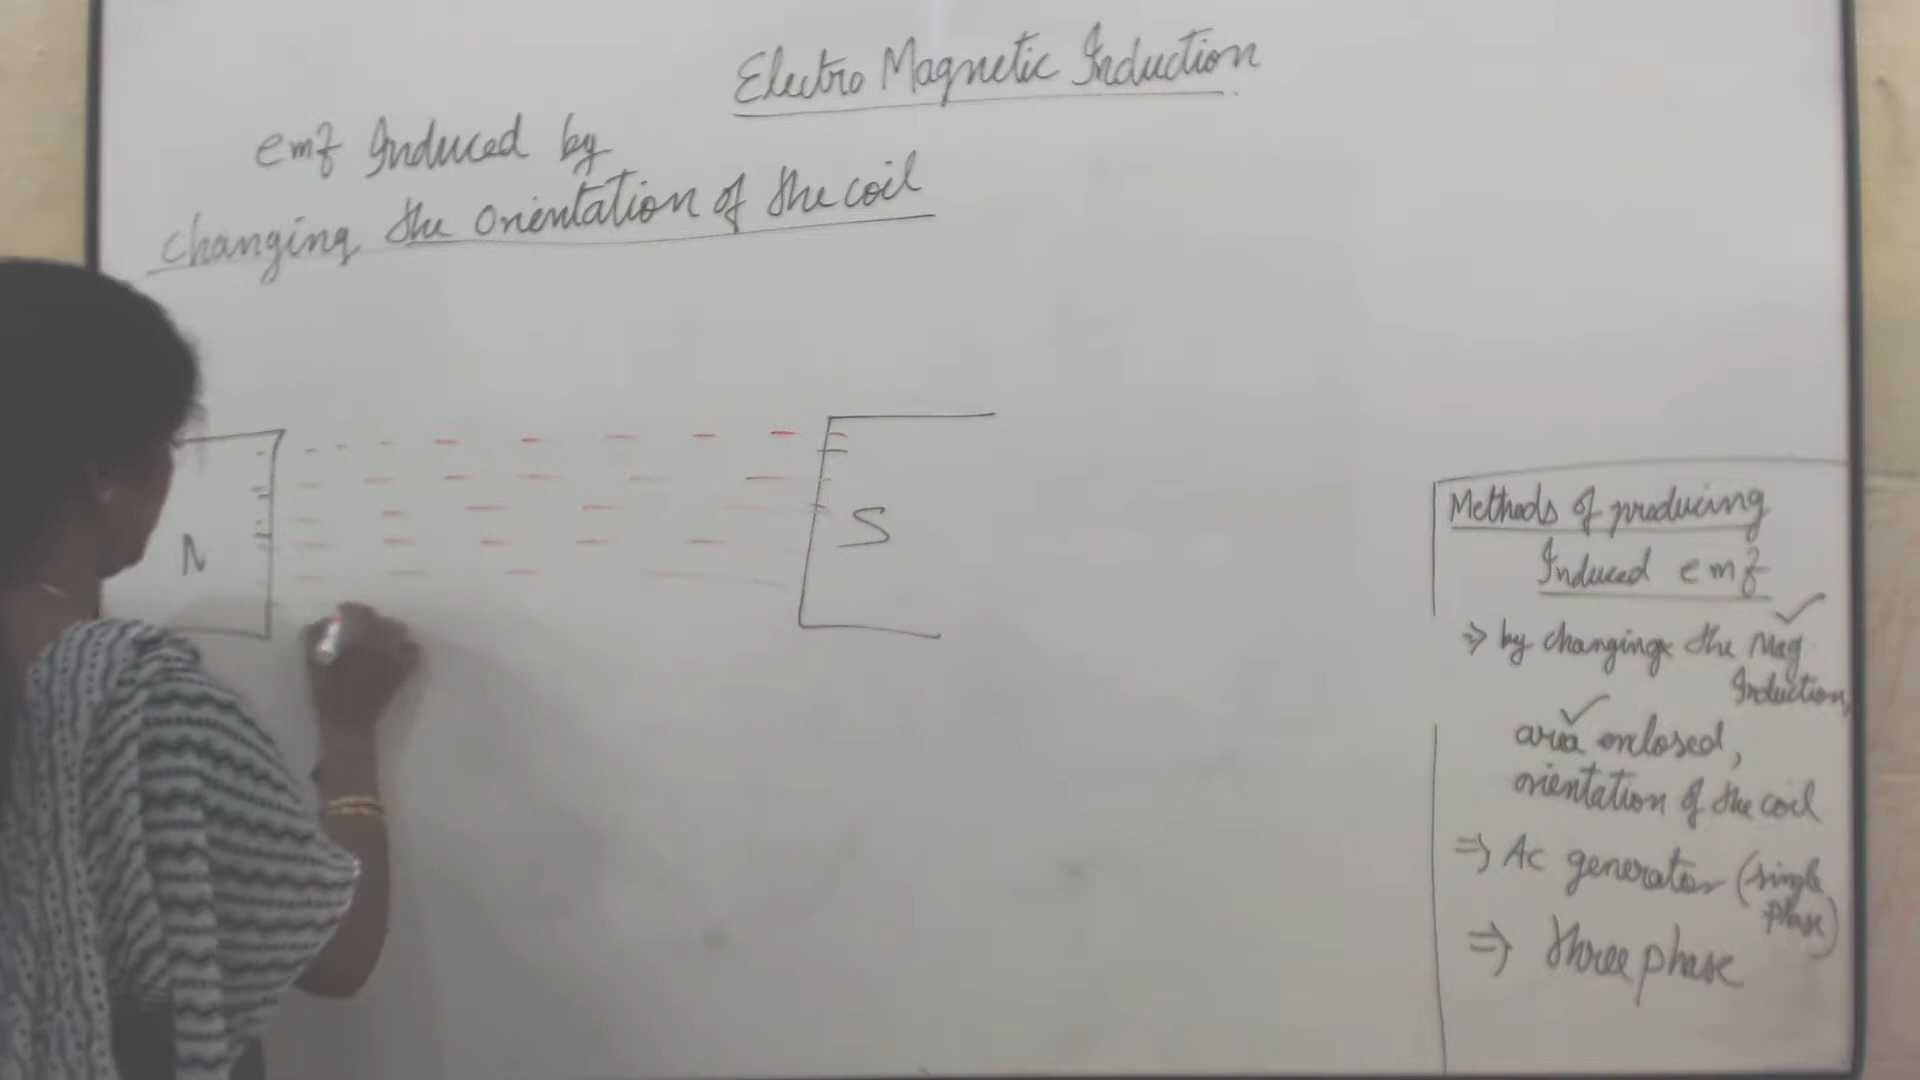 Electro Magnetic Induction
emf Induced by
changing the orientation of the coil
N
S
Methods of producing
Induced emf
⇒ by changing the Mag
Induction,
area enclosed,
orientation of the coil
⇒ Ac generator (single
phase)
⇒ three phase